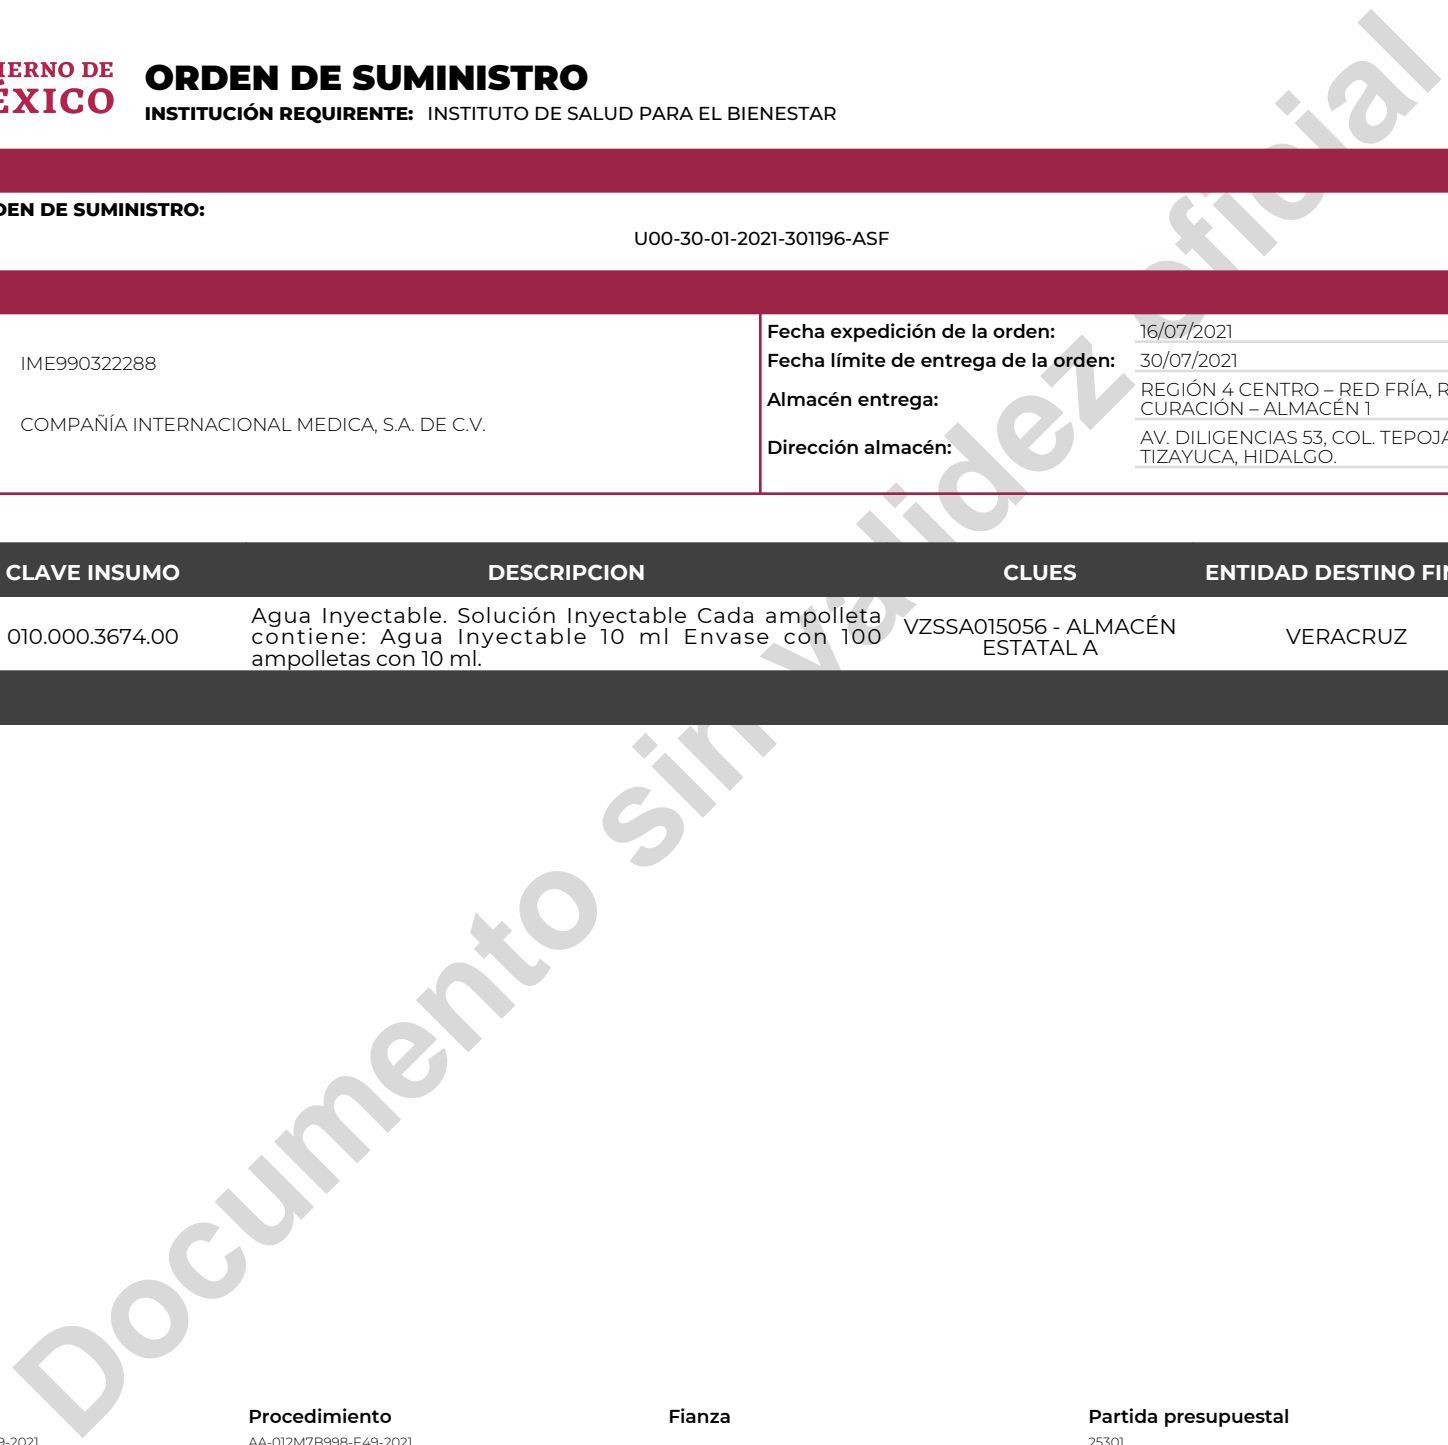 IERNO DE
ÉXICO
ORDEN DE SUMINISTRO
INSTITUCIÓN REQUIRENTE: INSTITUTO DE SALUD PARA EL BIENESTAR
DEN DE SUMINISTRO:
U00-30-01-2021-301196-ASF
IME990322288
COMPAÑÍA INTERNACIONAL MEDICA, S.A. DE C.V.
Fecha expedición de la orden: 16/07/2021
Fecha límite de entrega de la orden: 30/07/2021
Almacén entrega: REGIÓN 4 CENTRO – RED FRÍA, R
CURACIÓN – ALMACÉN 1
Dirección almacén: AV. DILIGENCIAS 53, COL. TEPOJA
TIZAYUCA, HIDALGO.
CLAVE INSUMO DESCRIPCION CLUES ENTIDAD DESTINO FIN
010.000.3674.00
Agua Inyectable. Solución Inyectable Cada ampolleta
contiene: Agua Inyectable 10 ml Envase con 100
ampolletas con 10 ml.
VZSSA015056 - ALMACÉN
ESTATAL A
VERACRUZ
Documento sin validez oficial
Procedimiento Fianza Partida presupuestal
9-2021 AA-012M7B998-E49-2021 25301